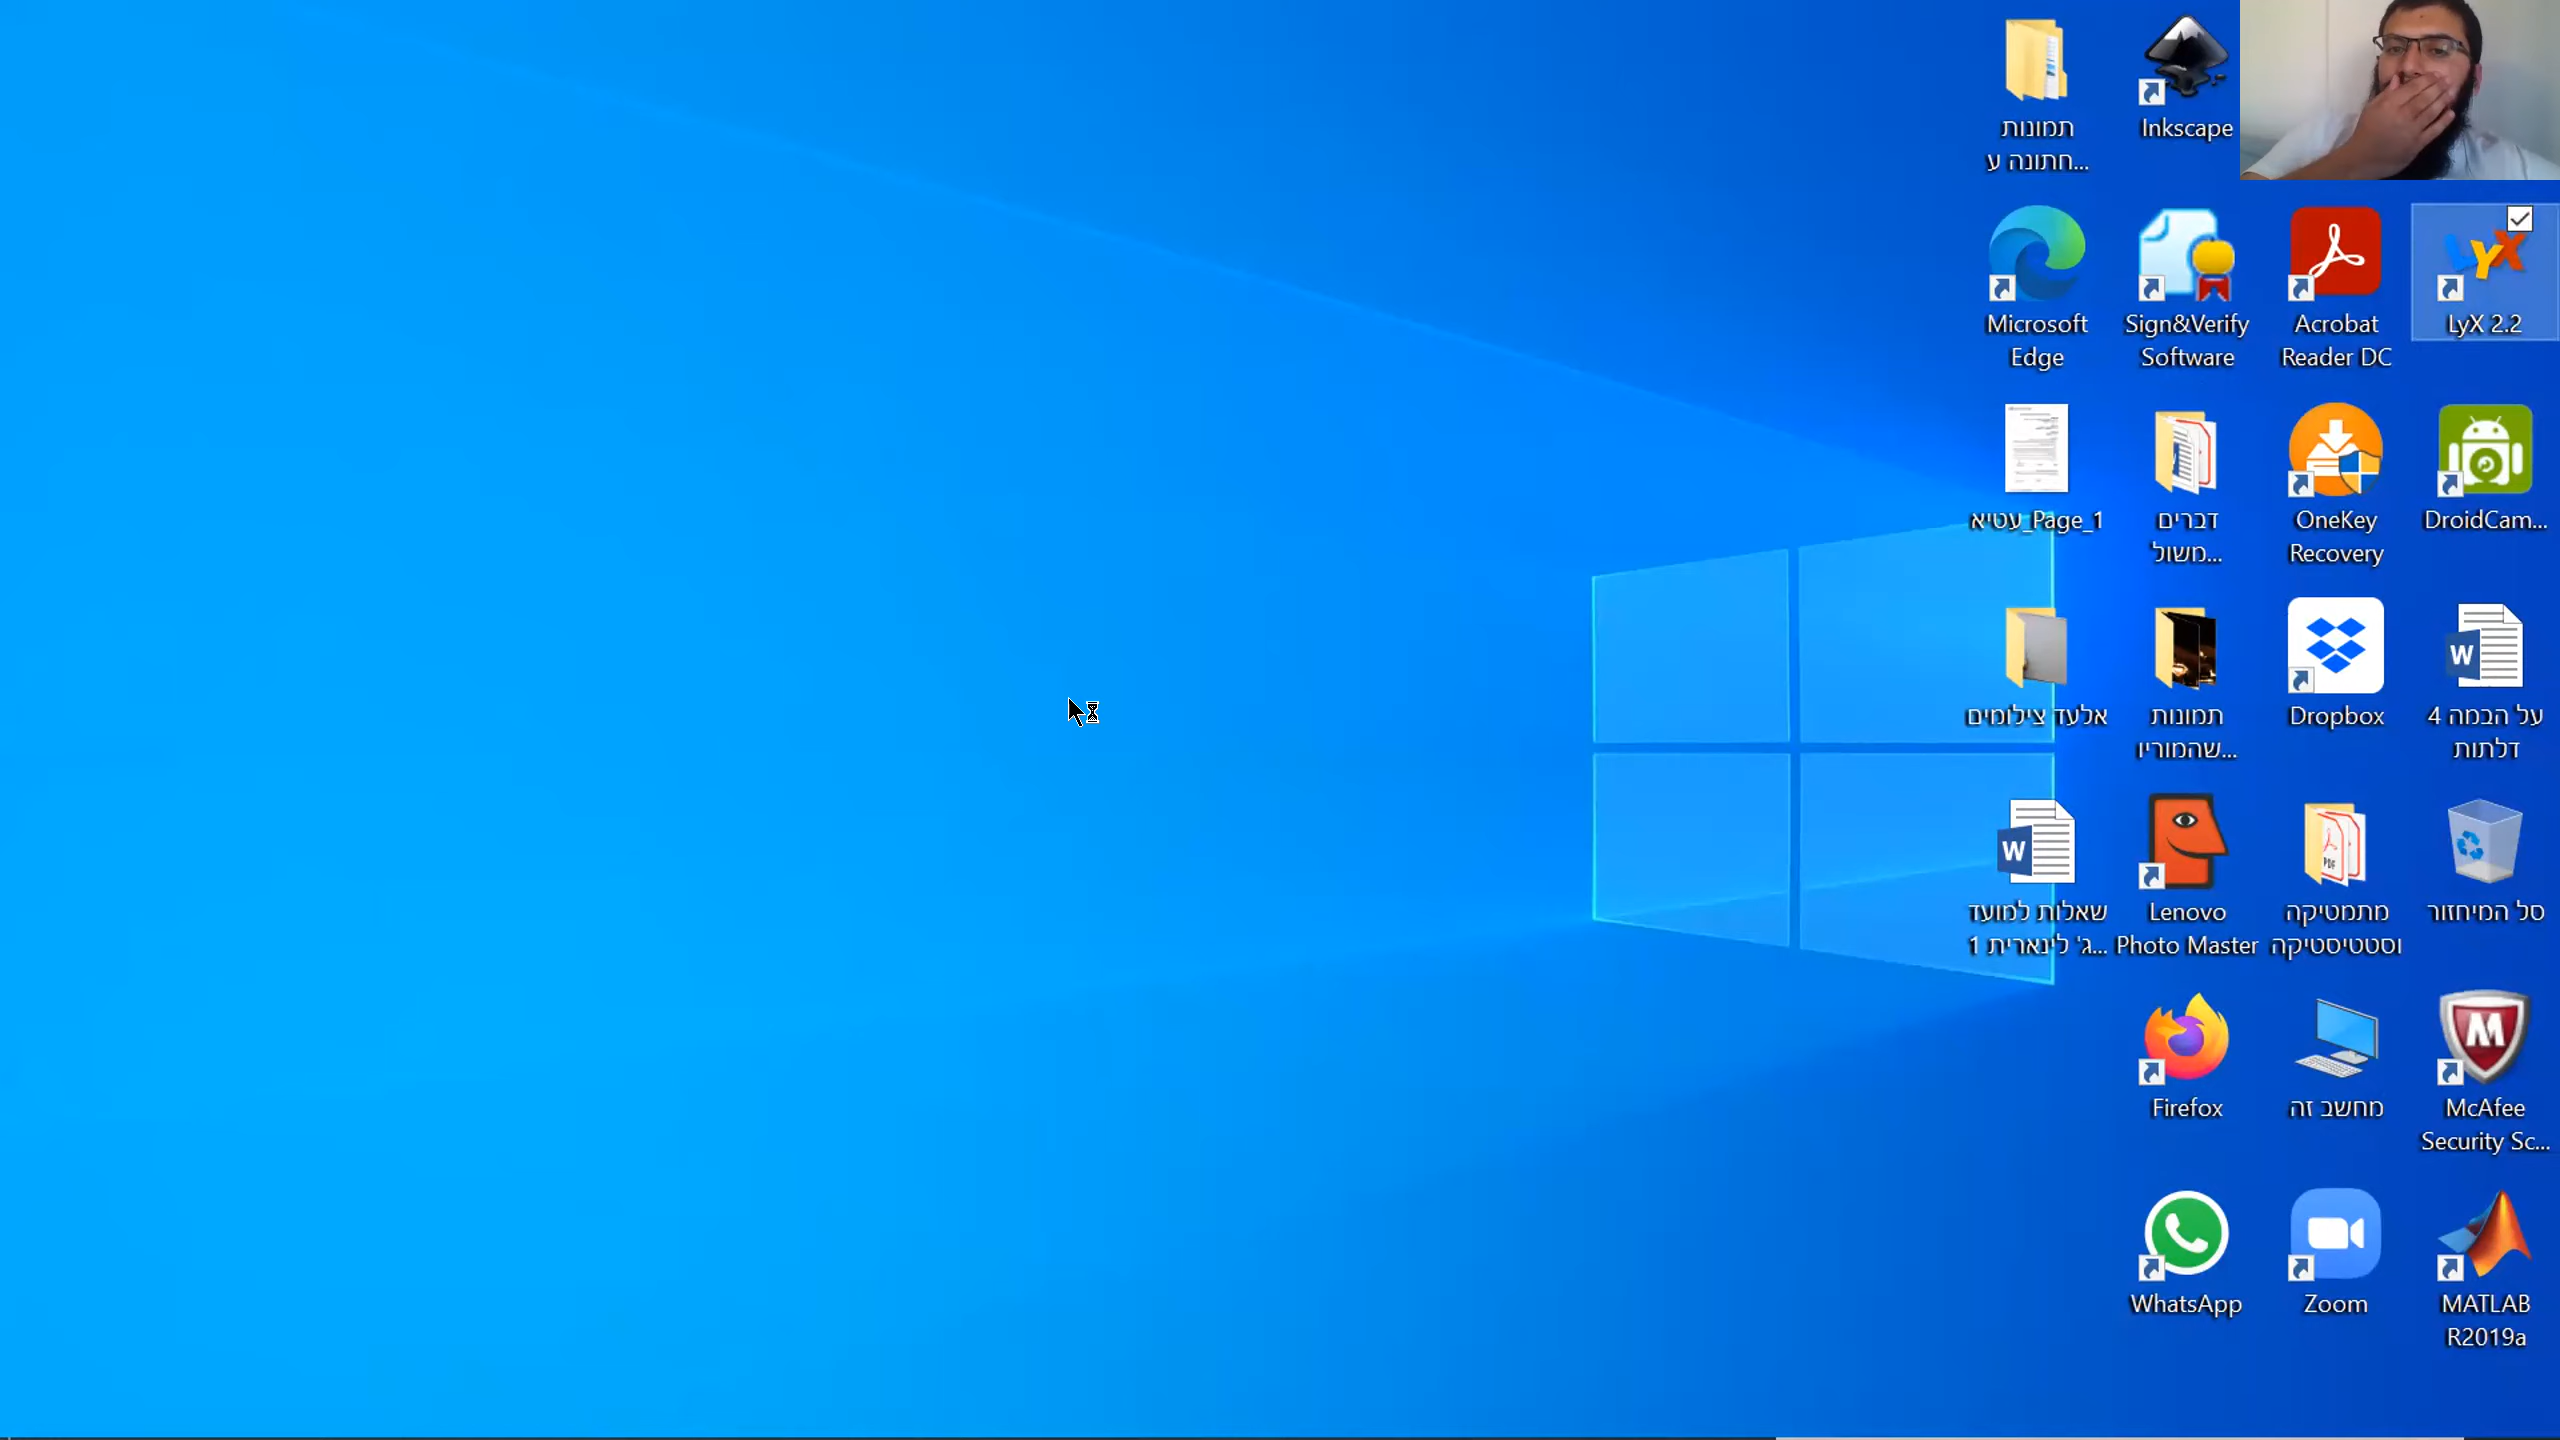 תמונות
חתונה ע...
Inkscape
Microsoft
Edge
Sign&Verify
Software
Acrobat
Reader DC
LyX 2.2
עטיא_Page_1
דברים
משול...
OneKey
Recovery
DroidCam...
אלעד צילומים
תמונות
שהמוריו...
Dropbox
על הבמה 4
דלתות
שאלות למועד
ג' לינארית 1...
Lenovo
Photo Master
מתמטיקה
וסטטיסטיקה
סל המיחזור
Firefox
מחשב זה
McAfee
Security Sc...
WhatsApp
Zoom
MATLAB
R2019a